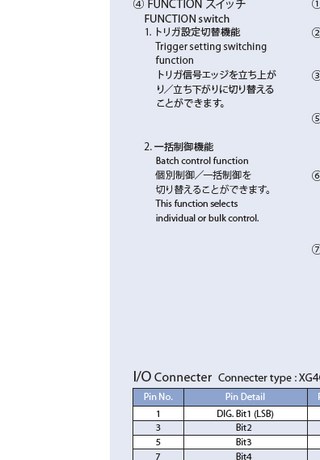 ④ FUNCTION スイッチ
FUNCTION switch
1. トリガ設定切替機能
Trigger setting switching
function
トリガ信号エッジを立ち上が
り／立ち下がりに切り替える
ことができます。
2. 一括制御機能
Batch control function
個別制御／一括制御を
切り替えることができます。
This function selects
individual or bulk control.
①
②
③
⑤
⑥
⑦
I/O Connecter Connecter type : XG4
Pin No. Pin Detail
1 DIG. Bit1 (LSB)
3 Bit2
5 Bit3
7 Bit4